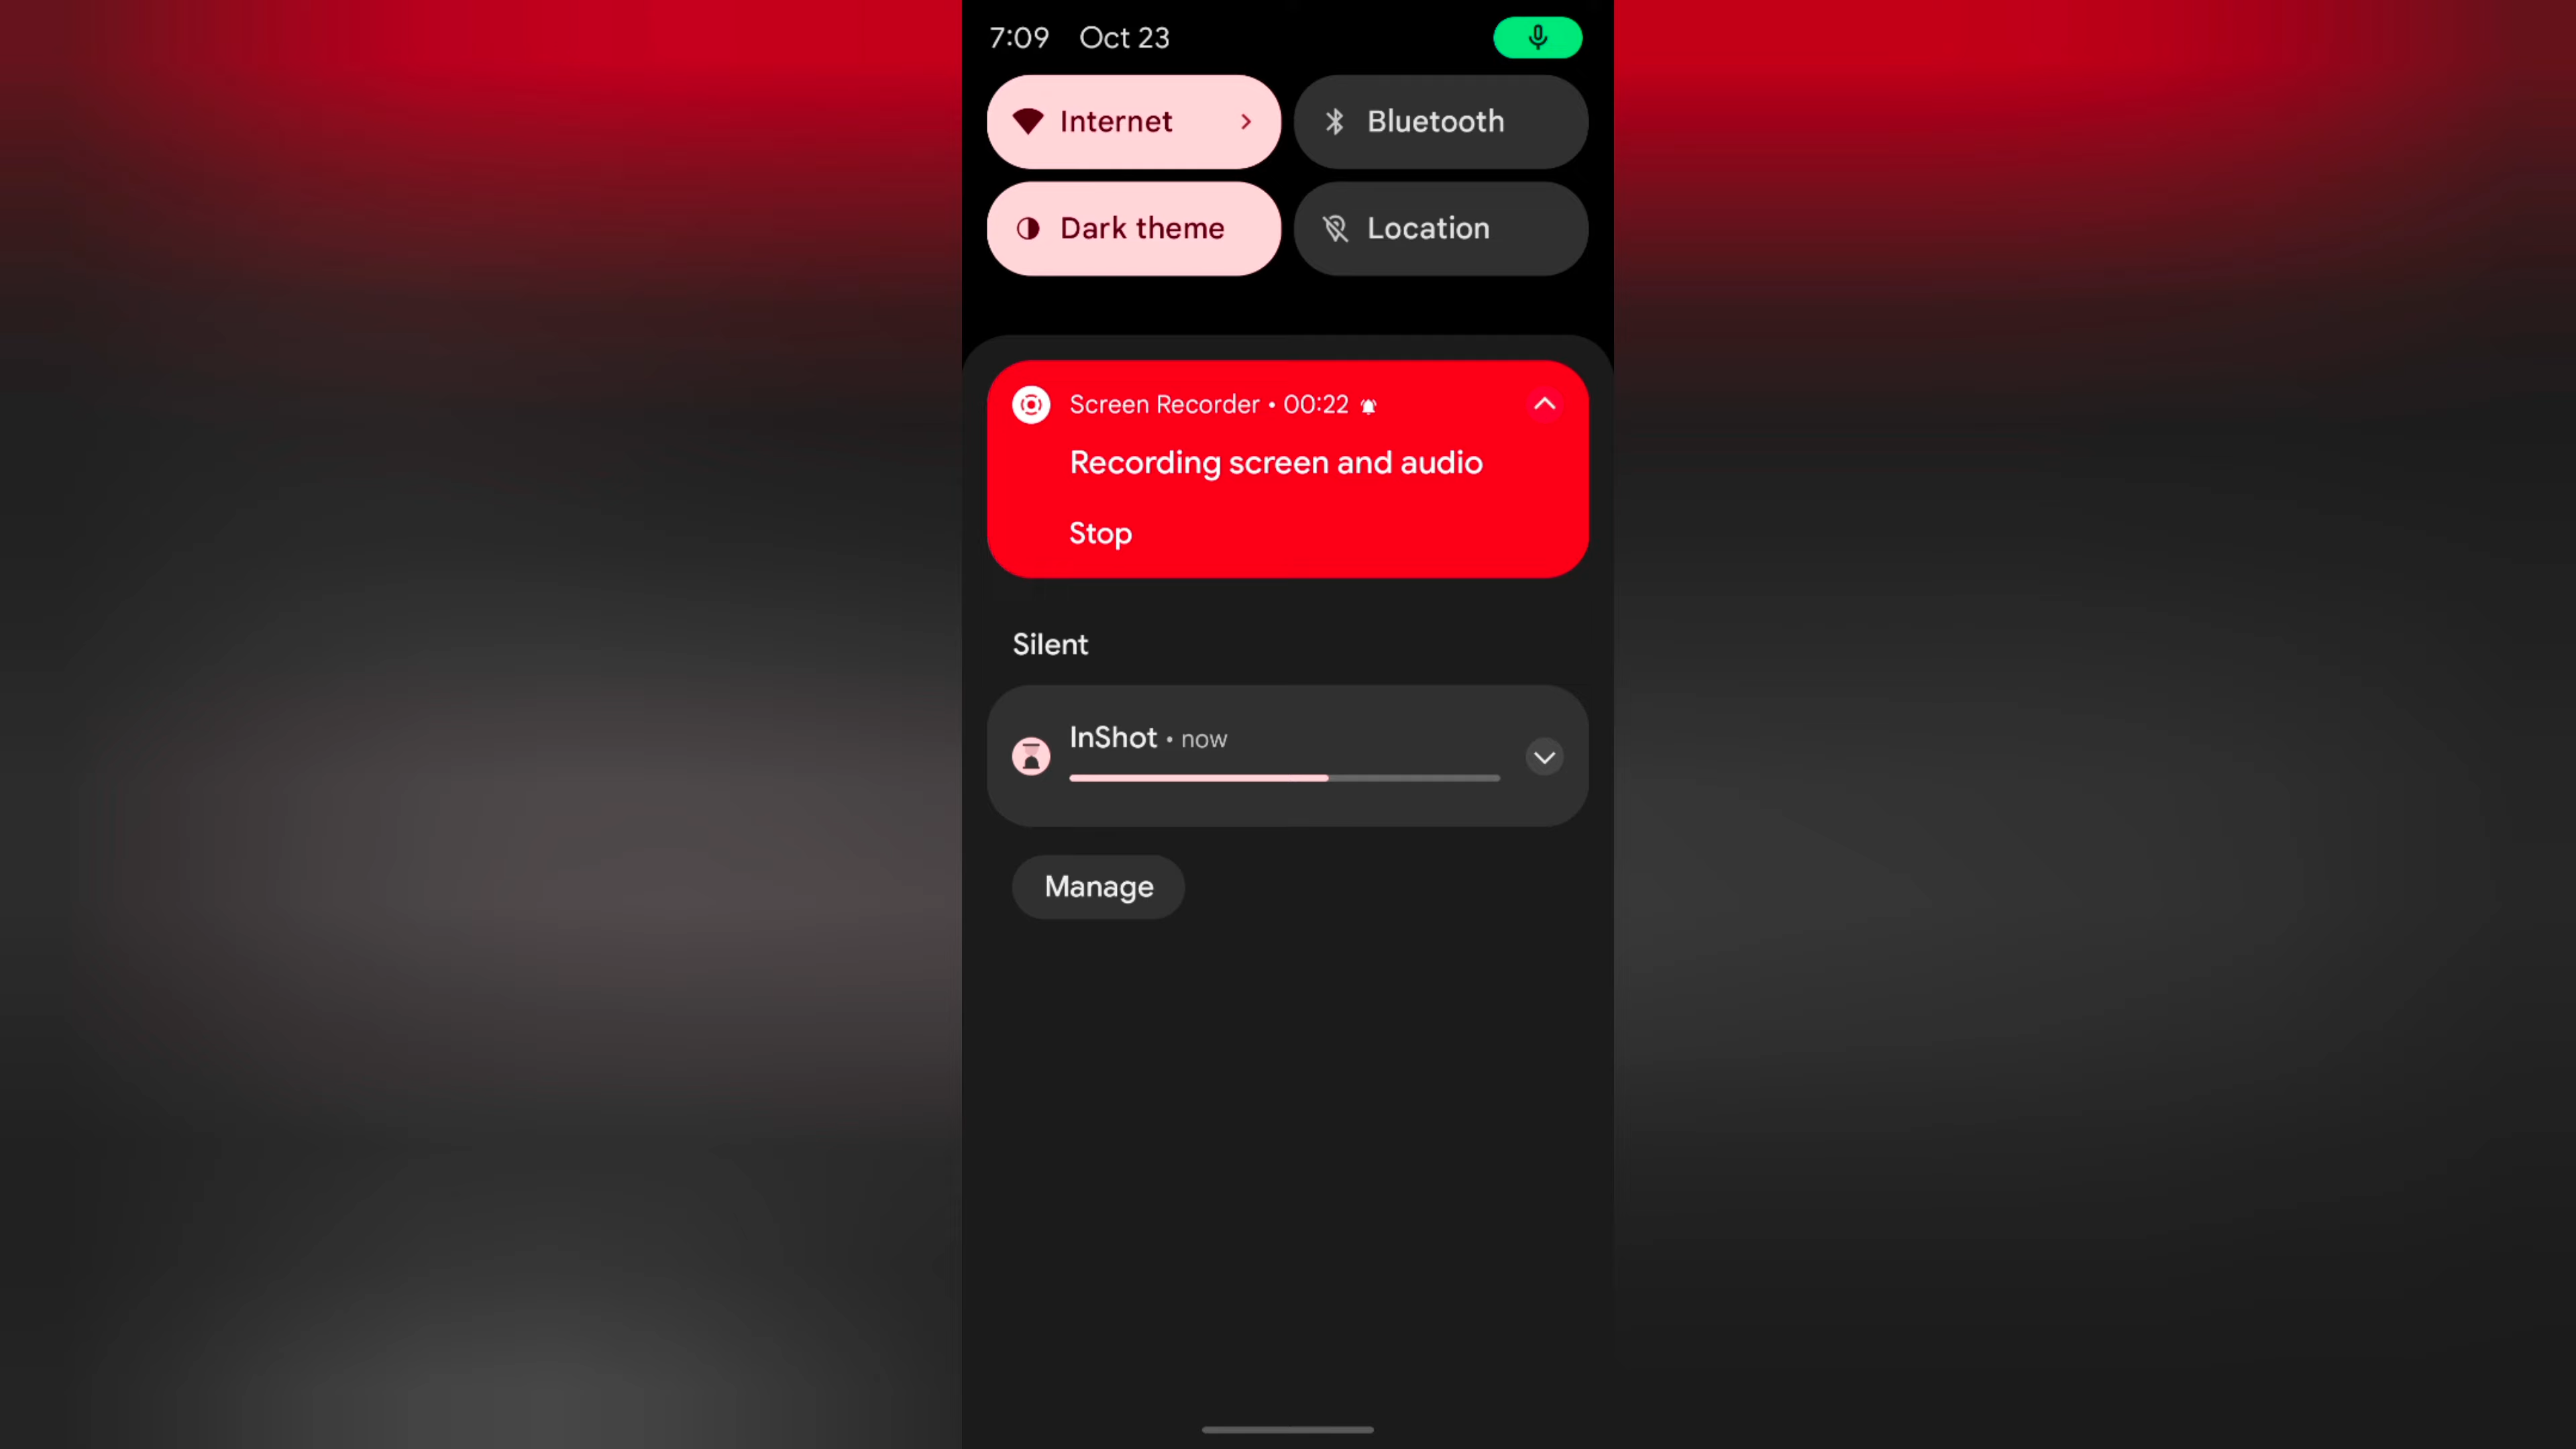 7:09 Oct 23
Internet
Bluetooth
Dark theme
Location
Screen Recorder • 00:22
Recording screen and audio
Stop
Silent
InShot • now
Manage